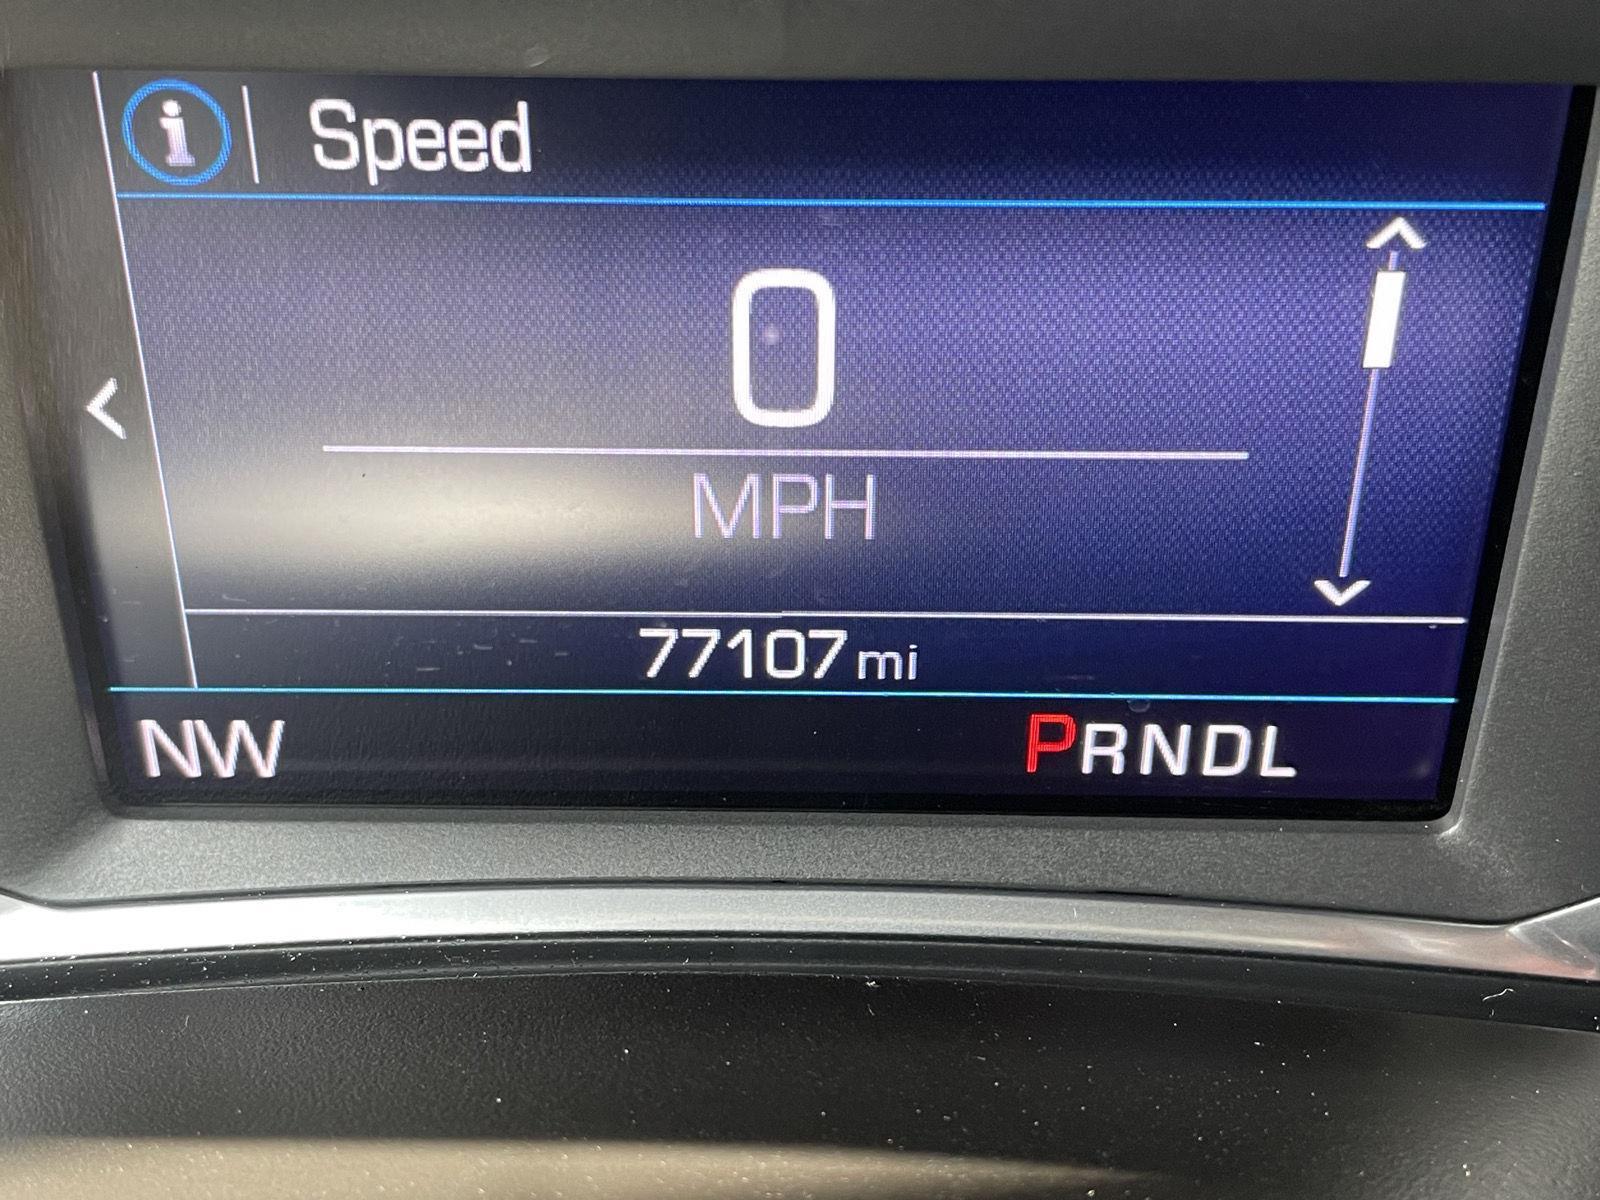 i Speed
0
MPH
77107 mi
NW PRNDL